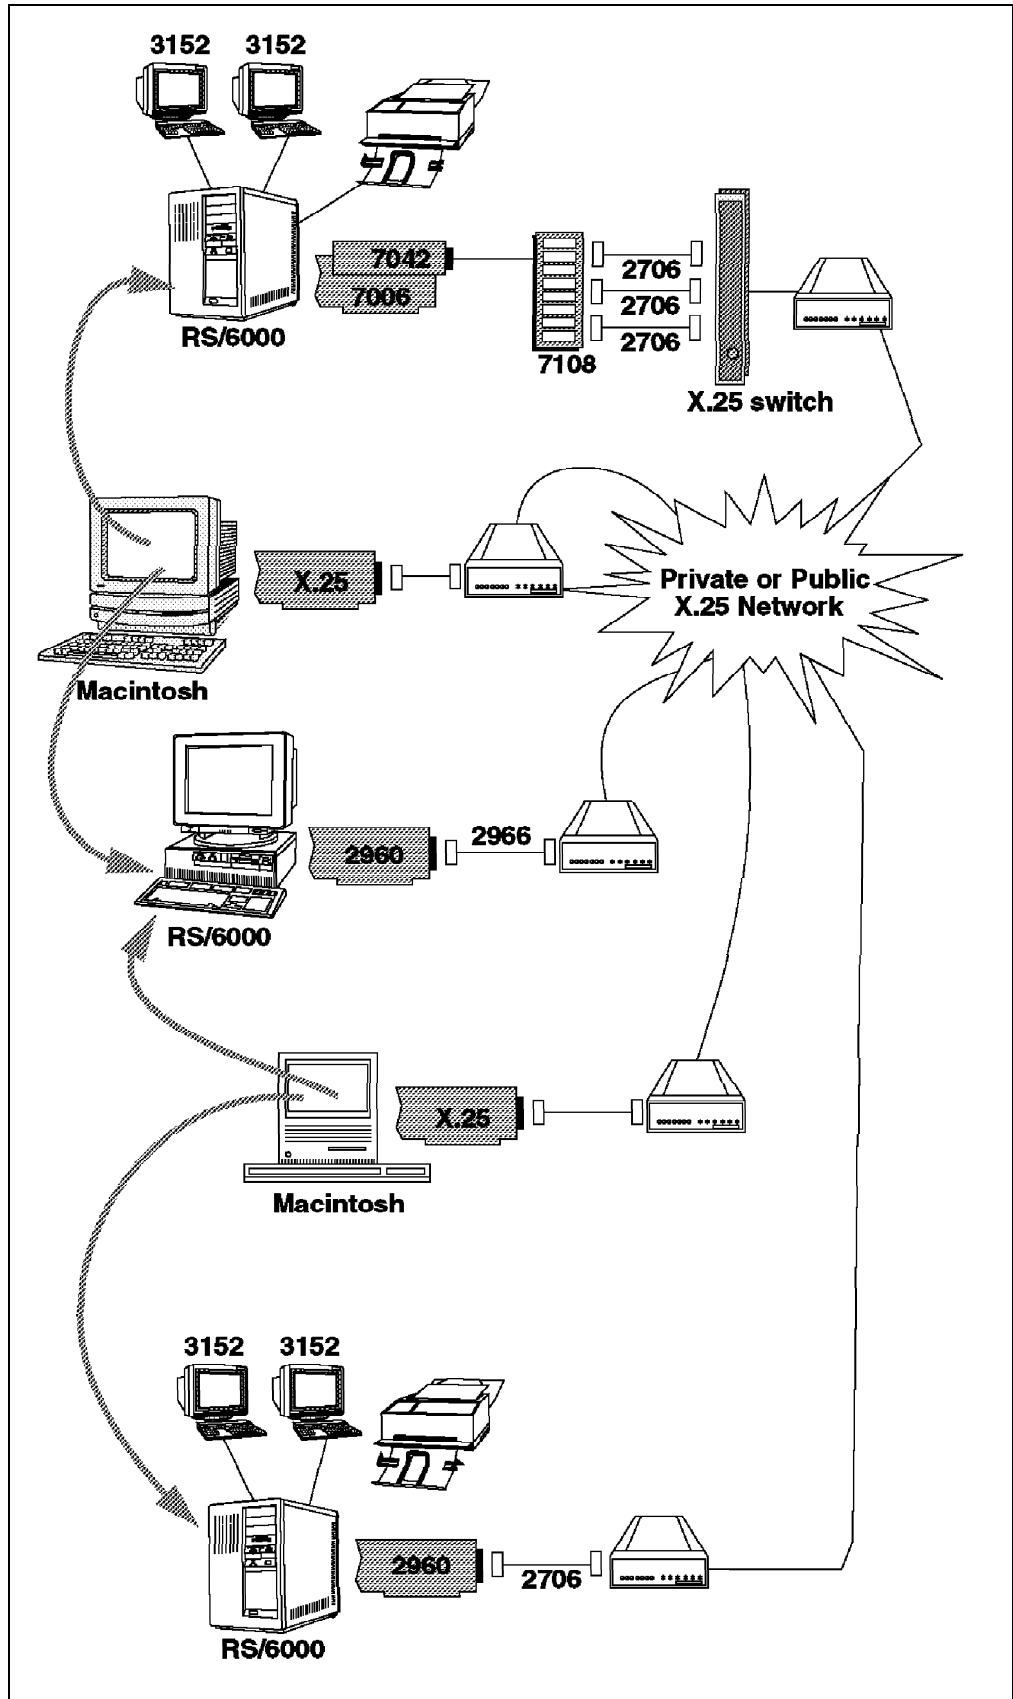 3152 3152
7042
7006
2706
2706
2706
RS/6000
7108
X.25 switch
X.25
Private or Public
X.25 Network
Macintosh
2960
2966
RS/6000
X.25
Macintosh
3152 3152
2960
2706
RS/6000